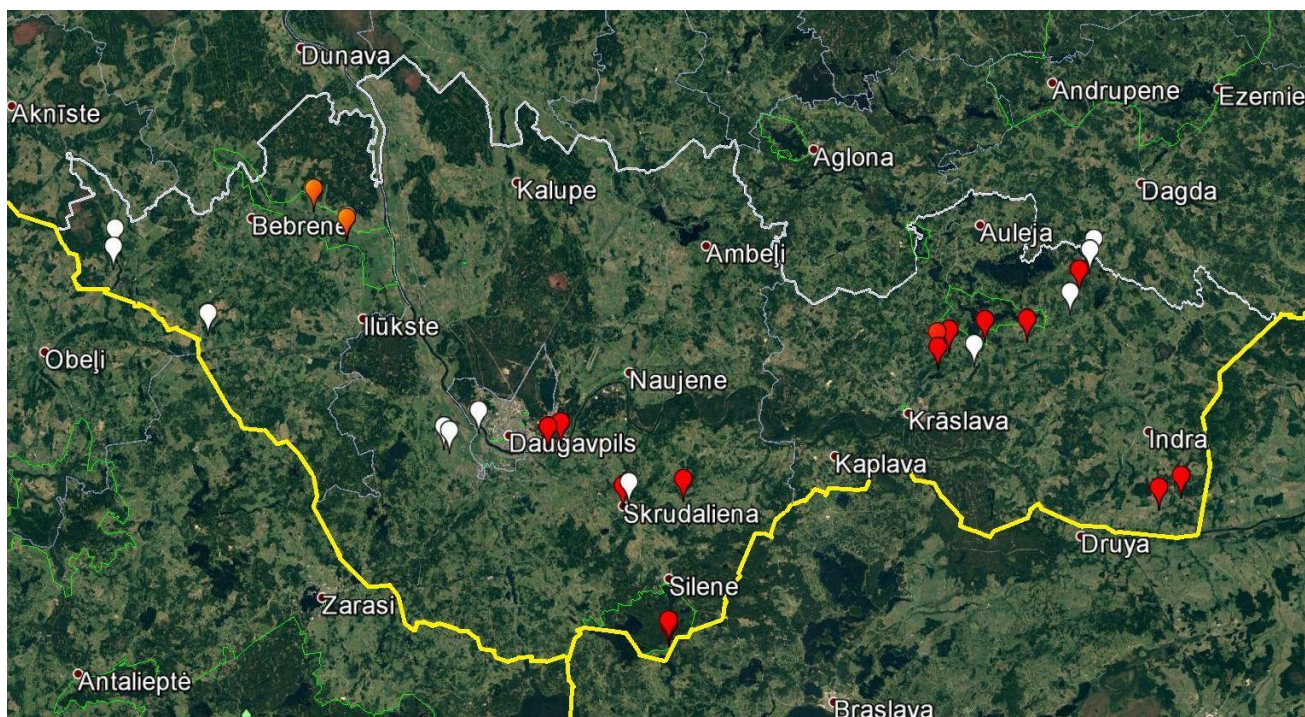 Dunava
Andrupene
Ezernie
Aknīste
Aglona
Kalupe
Dagda
Bebrene
Auleja
Ambeļi
Ilūkste
Obeļi
Naujene
Krāslava
Daugavpils
Indra
Kaplava
Skrudaliena
Druya
Silene
Zarasi
Antalieptė
Braslava